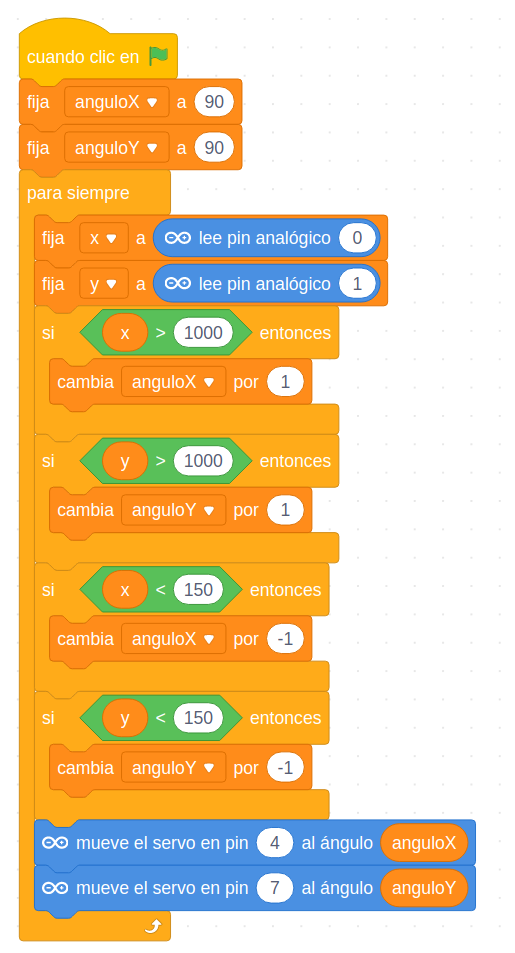 cuando clic en
fija anguloX a 90
fija anguloY a 90
para siempre
fija x a lee pin analógico 0
fija y a lee pin analógico 1
si x > 1000 entonces
cambia anguloX por 1
si y > 1000 entonces
cambia anguloY por 1
si x < 150 entonces
cambia anguloX por -1
si y < 150 entonces
cambia anguloY por -1
mueve el servo en pin 4 al ángulo anguloX
mueve el servo en pin 7 al ángulo anguloY